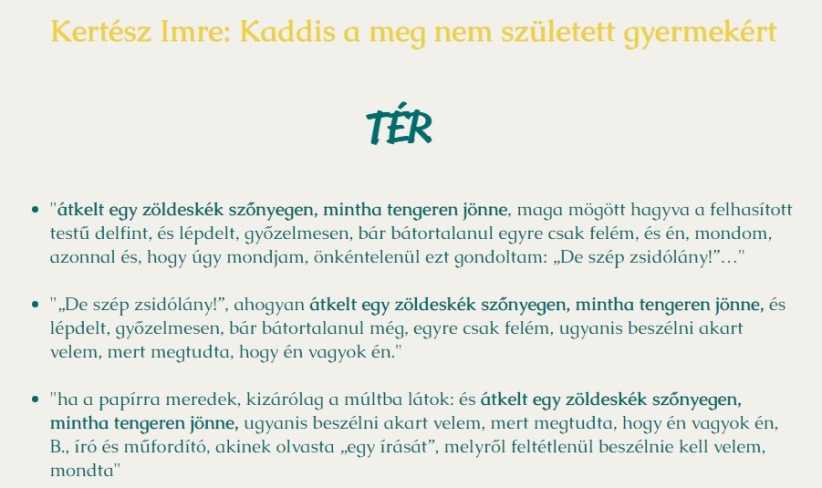 Kertész Imre: Kaddis a meg nem született gyermekért
TÉR
• "átkelt egy zöldeskék szőnyegen, mintha tengeren jönne, maga mögött hagyva a felhasított
testű delfint, és lépdelt, győzelmesen, bár bátortalanul egyre csak felém, és én, mondom,
azonnal és, hogy úgy mondjam, önkéntelenül ezt gondoltam: „De szép zsidólány!”…"
• "„De szép zsidólány!”, ahogyan átkelt egy zöldeskék szőnyegen, mintha tengeren jönne, és
lépdelt, győzelmesen, bár bátortalanul még, egyre csak felém, ugyanis beszélni akart
velem, mert megtudta, hogy én vagyok én."
• "ha a papírra meredek, kizárólag a múltba látok: és átkelt egy zöldeskék szőnyegen,
mintha tengeren jönne, ugyanis beszélni akart velem, mert megtudta, hogy én vagyok én,
B., író és műfordító, akinek olvasta „egy írását”, melyről feltétlenül beszélnie kell velem,
mondta"